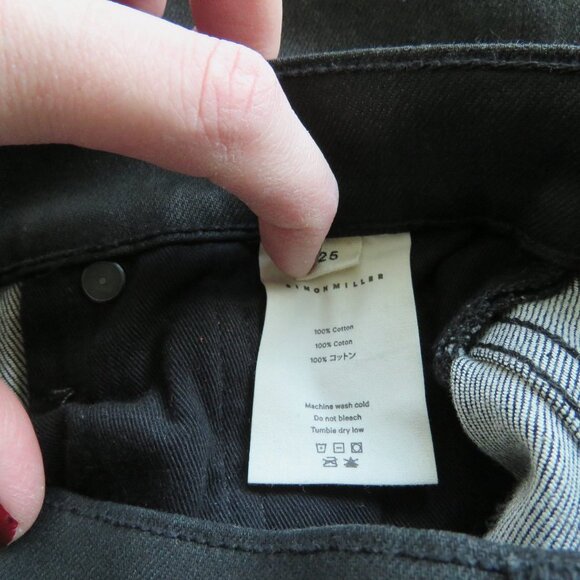 25
SIMONMILLER
100% Cotton
100% Coton
100% コットン
Machine wash cold
Do not bleach
Tumble dry low